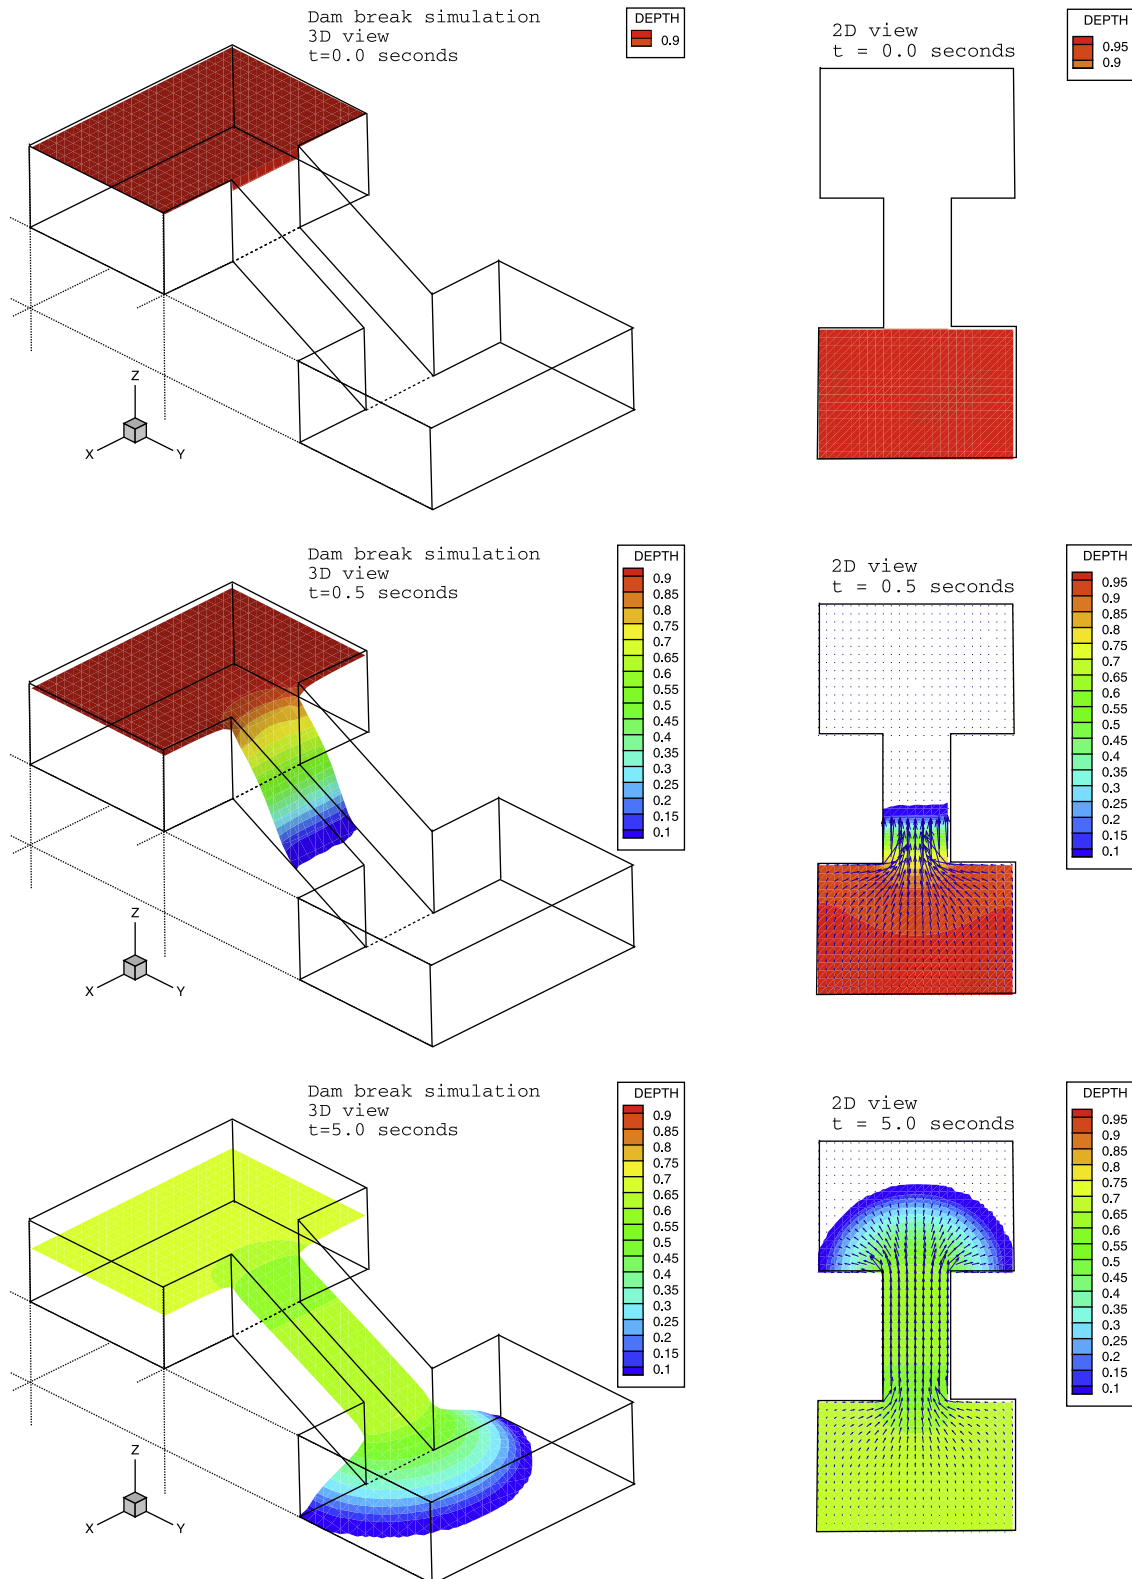 Dam break simulation
3D view
t=0.0 seconds
DEPTH
0.9
2D view
t = 0.0 seconds
DEPTH
0.95
0.9
Z
X
Y
Dam break simulation
3D view
t=0.5 seconds
DEPTH
0.9
0.85
0.8
0.75
0.65
0.6
0.55
0.5
0.45
0.4
0.35
0.3
0.25
0.2
0.15
0.1
2D view
t = 0.5 seconds
DEPTH
0.95
0.9
0.85
0.8
0.75
0.7
0.65
0.6
0.55
0.5
0.45
0.4
0.35
0.3
0.25
0.2
0.15
0.1
Z
X
Y
Dam break simulation
3D view
t=5.0 seconds
DEPTH
0.9
0.85
0.8
0.75
0.7
0.65
0.6
0.55
0.5
0.45
0.4
0.35
0.3
0.25
0.2
0.15
0.1
2D view
t = 5.0 seconds
DEPTH
0.95
0.9
0.85
0.8
0.75
0.7
0.65
0.6
0.55
0.5
0.45
0.4
0.35
0.3
0.25
0.2
0.15
0.1
Z
X
Y